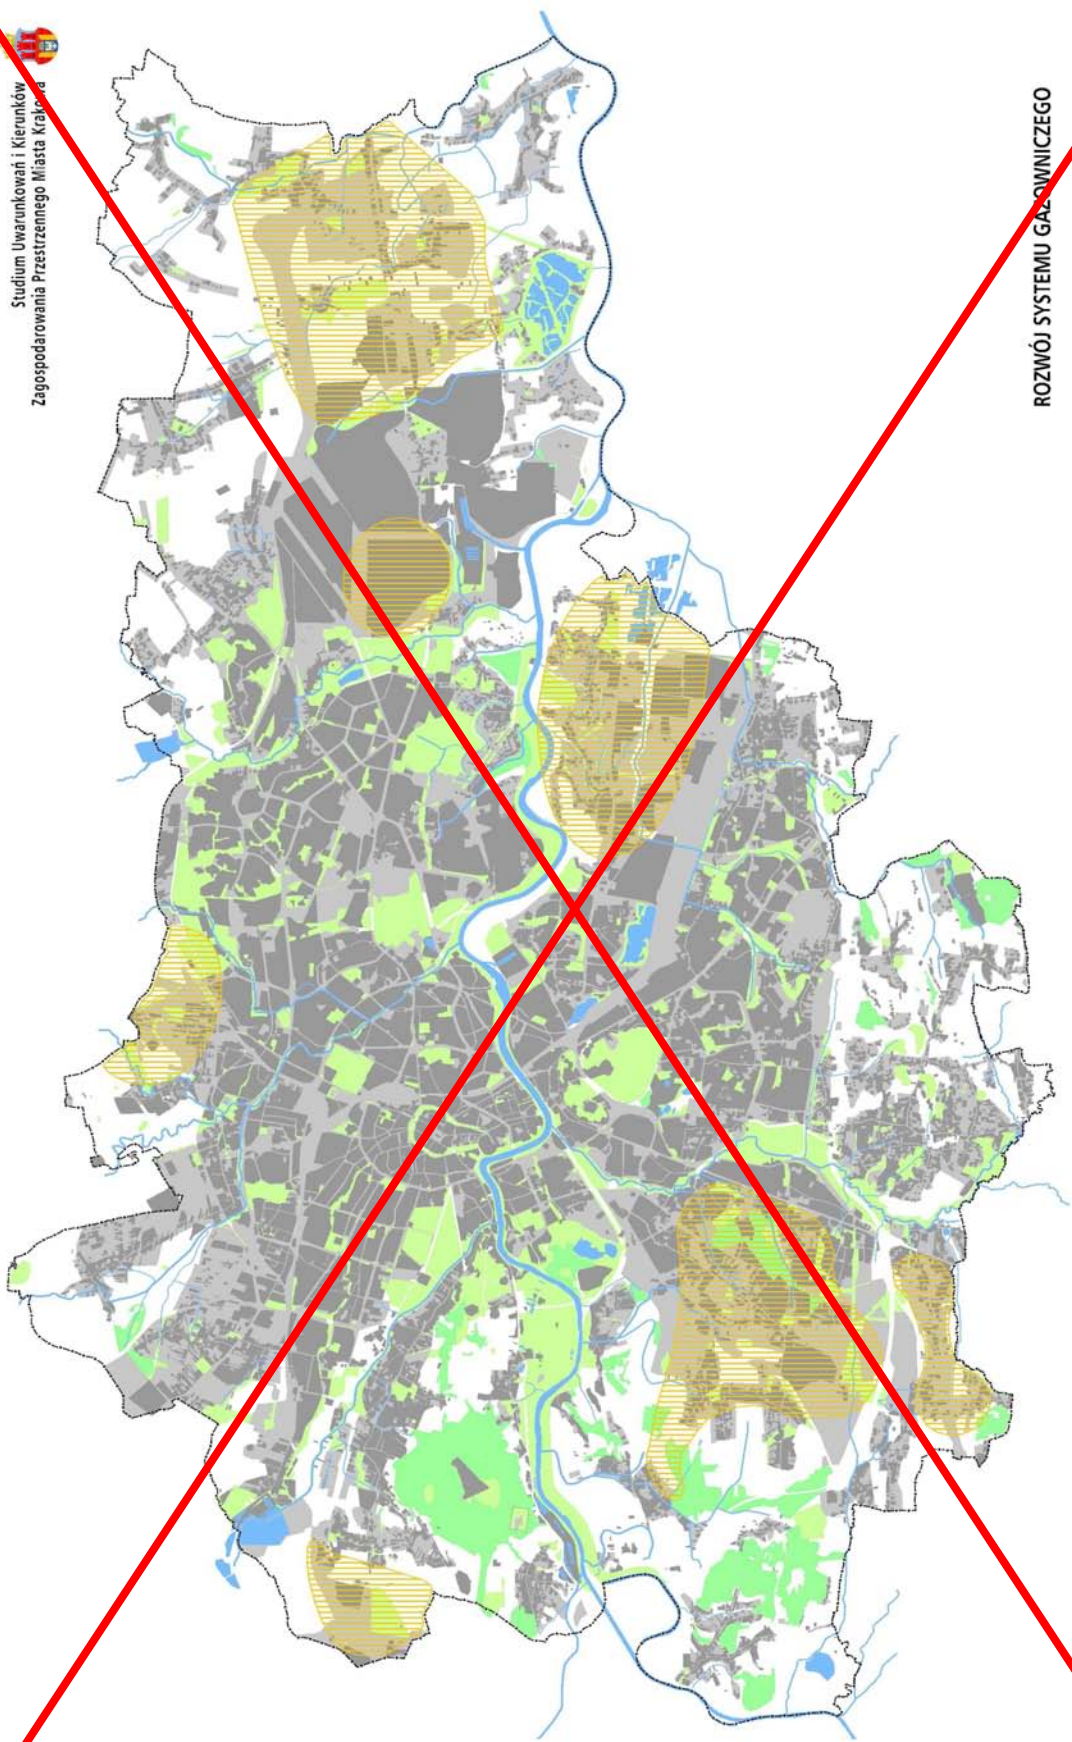 Studium Uwarunkowań i Kierunków
Zagospodarowania Przestrzennego Miasta Krakowa
ROZWÓJ SYSTEMU GAZOWNICZEGO